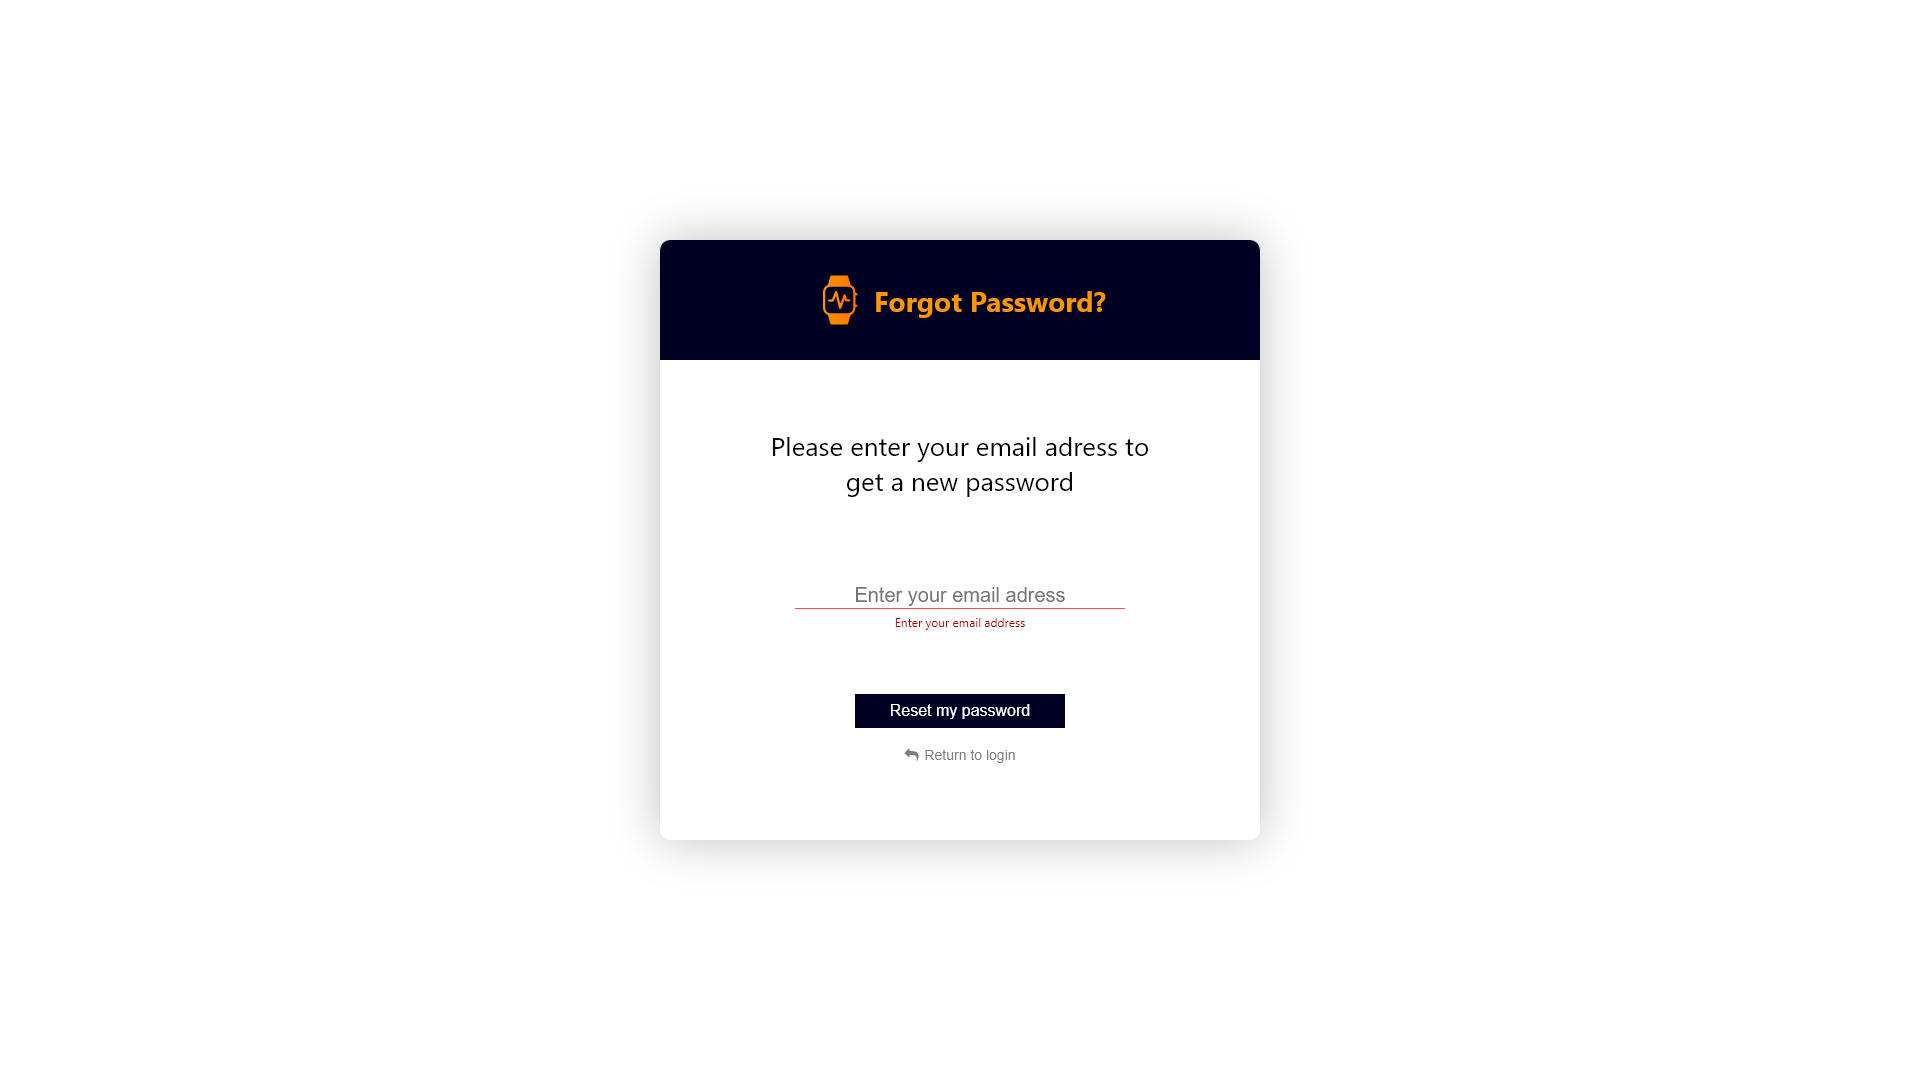 Forgot Password?
Please enter your email adress to
get a new password
Enter your email adress
Enter your email address
Reset my password
Return to login